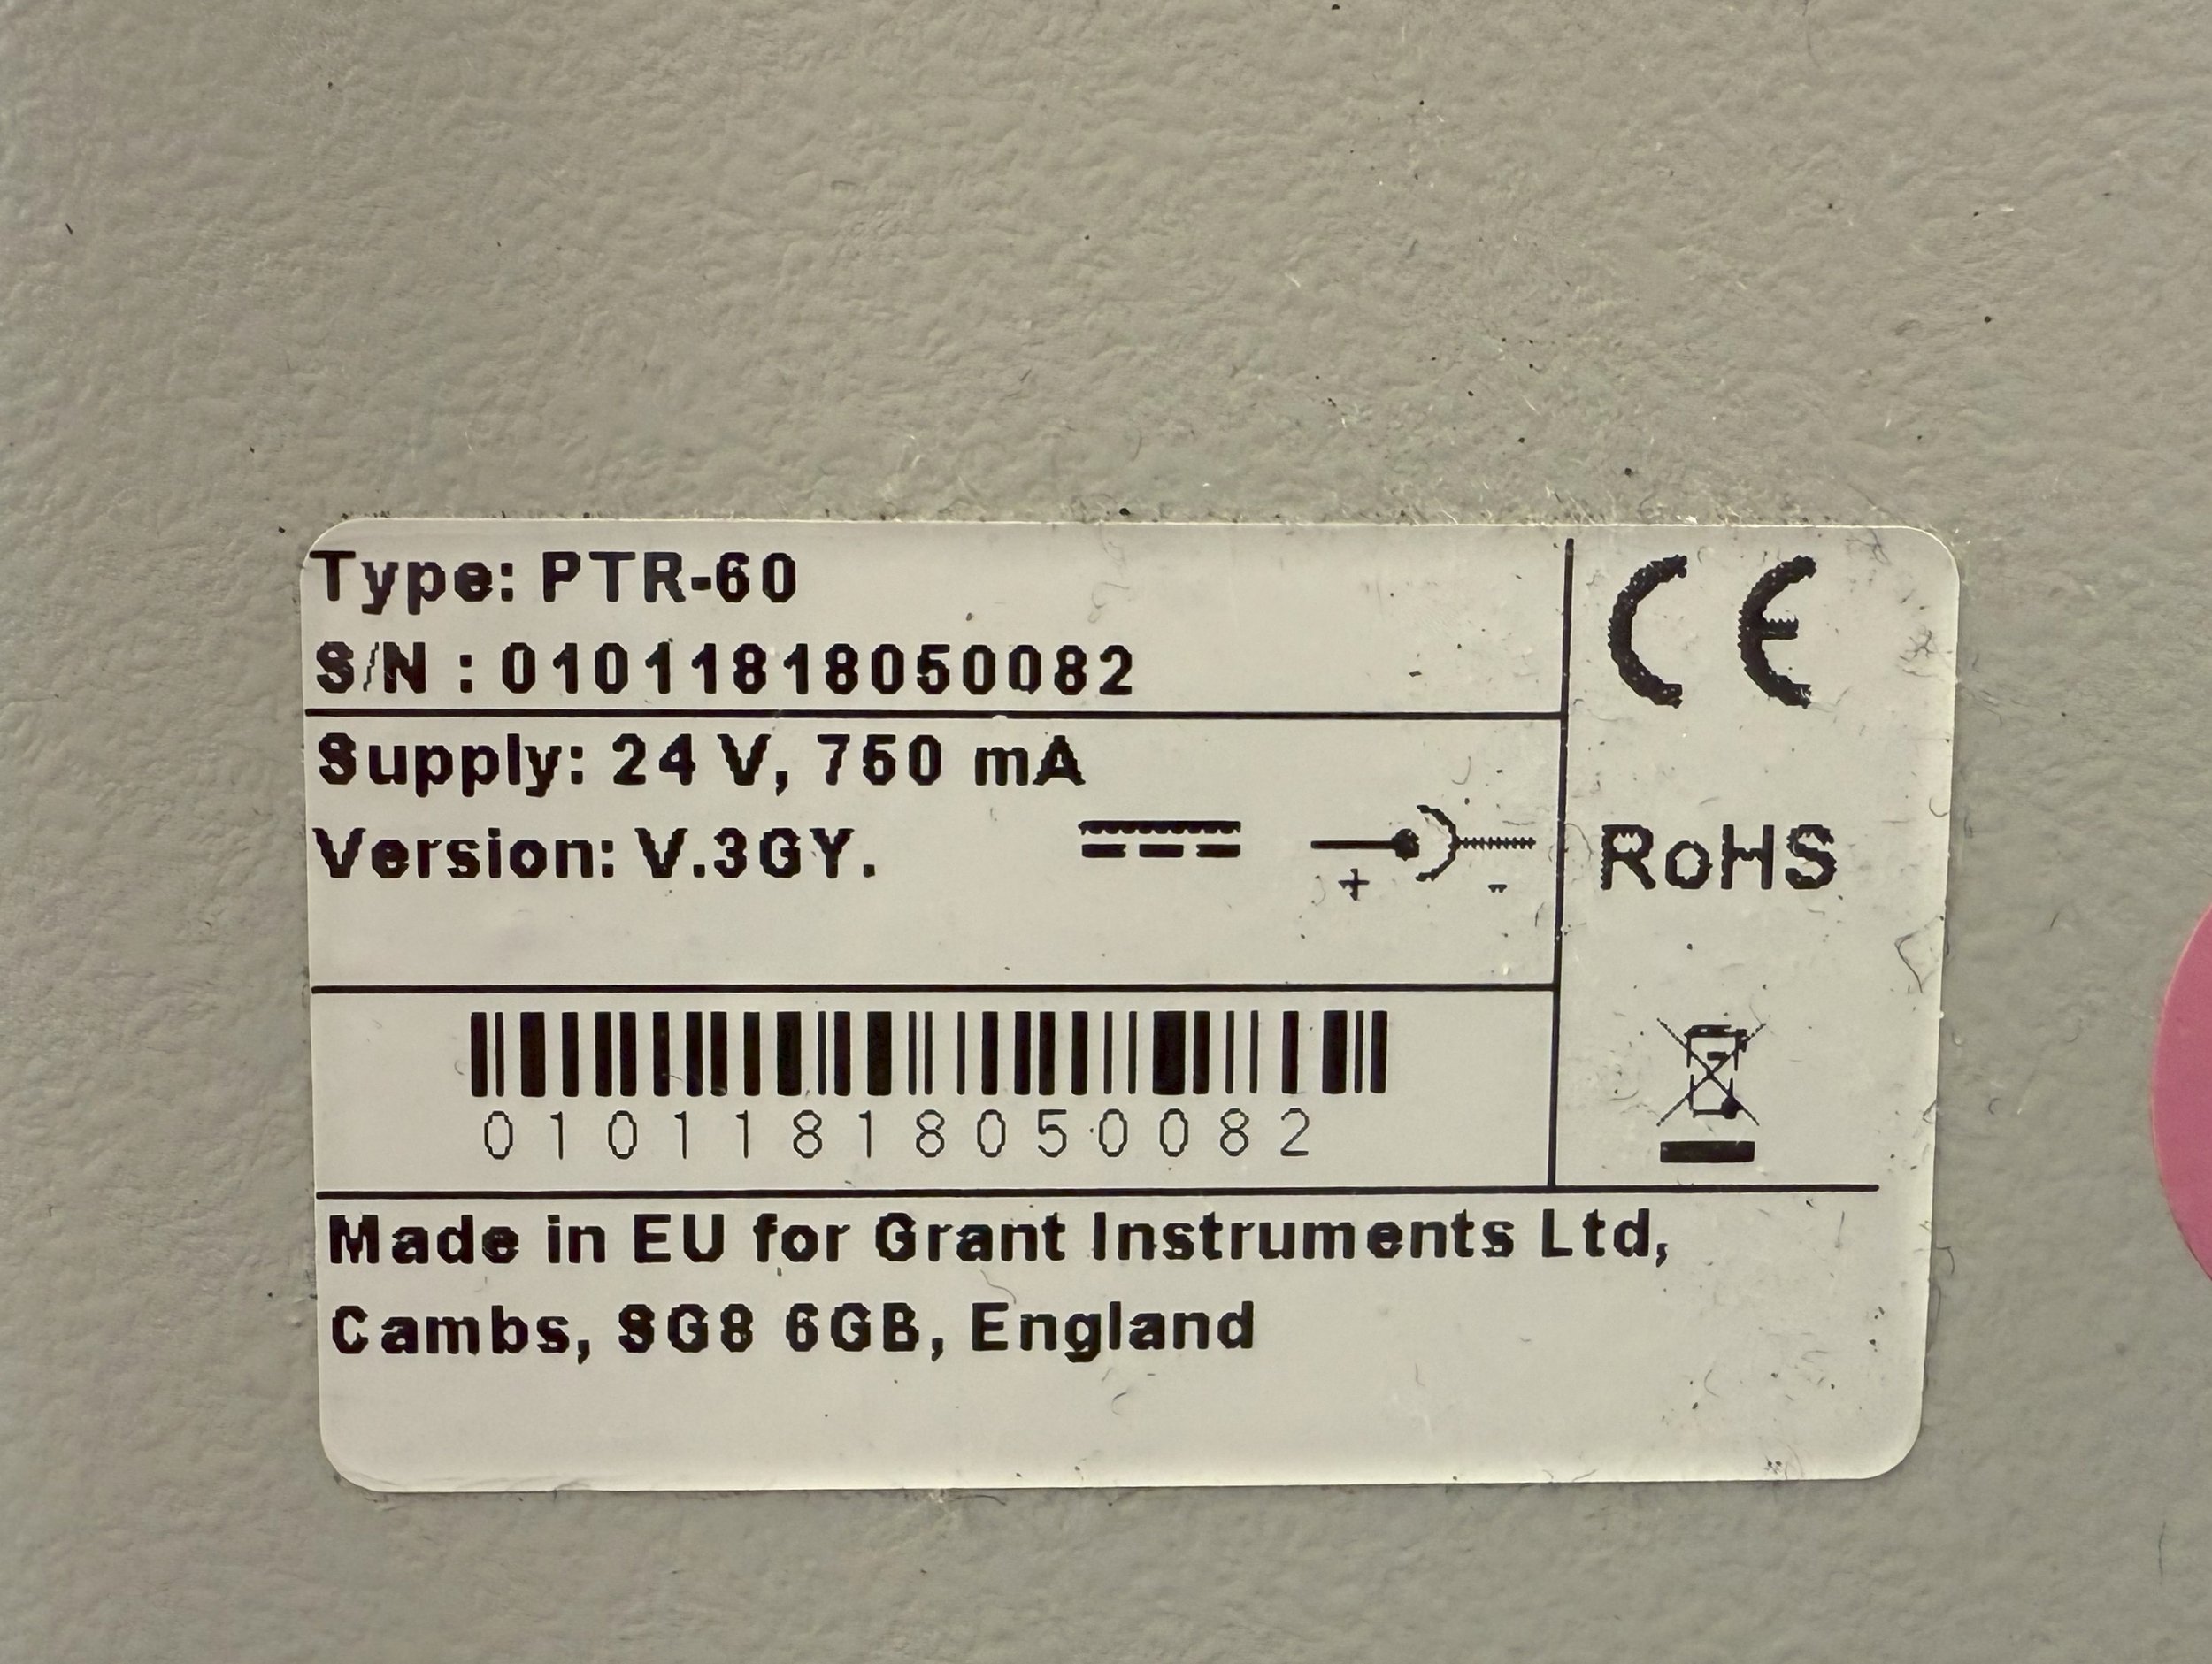 Type: PTR-60
S/N : 01011818050082
Supply: 24 V, 750 mA
Version: V.3GY.
+ -
CE
RoHS
01011818050082
Made in EU for Grant Instruments Ltd,
Cambs, SG8 6GB, England